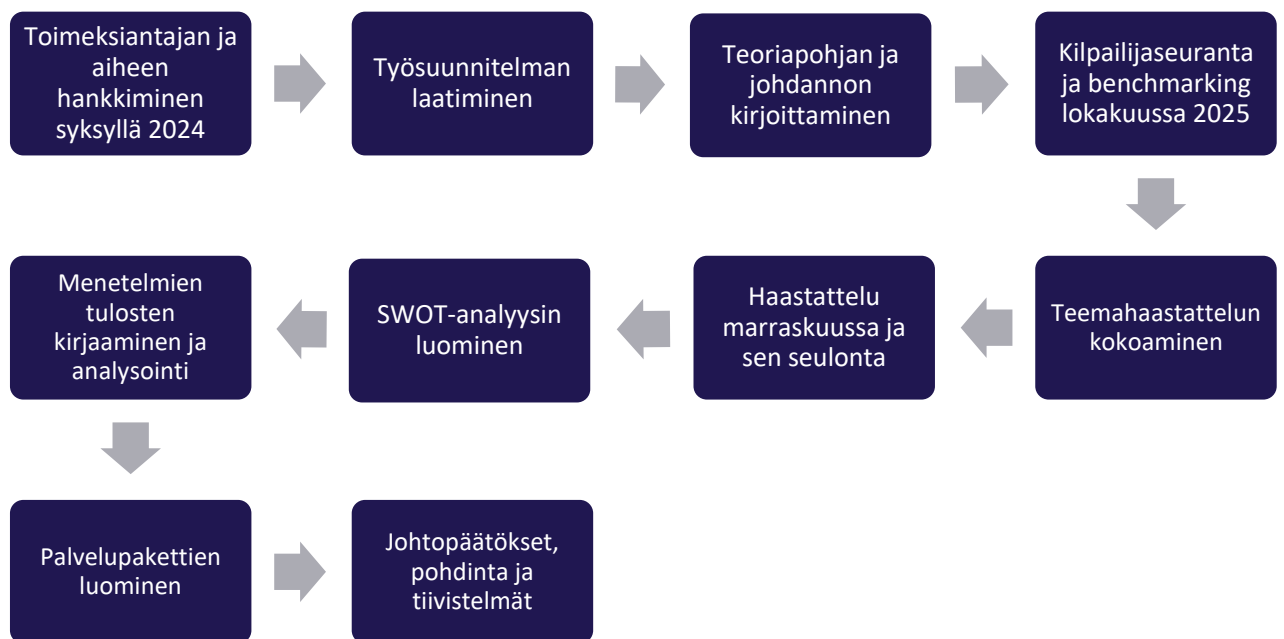 Toimeksiantajan ja
aiheen
hankkiminen
syksyllä 2024
Työsuunnitelman
laatiminen
Teoriapohjan ja
johdannon
kirjoittaminen
Kilpailijaseuranta
ja benchmarking
lokakuussa 2025
Teemahaastattelun
kokoaminen
Haastattelu
marraskuussa ja
sen seulonta
SWOT-analyysin
luominen
Menetelmien
tulosten
kirjaaminen ja
analysointi
Palvelupakettien
luominen
Johtopäätökset,
pohdinta ja
tiivistelmät